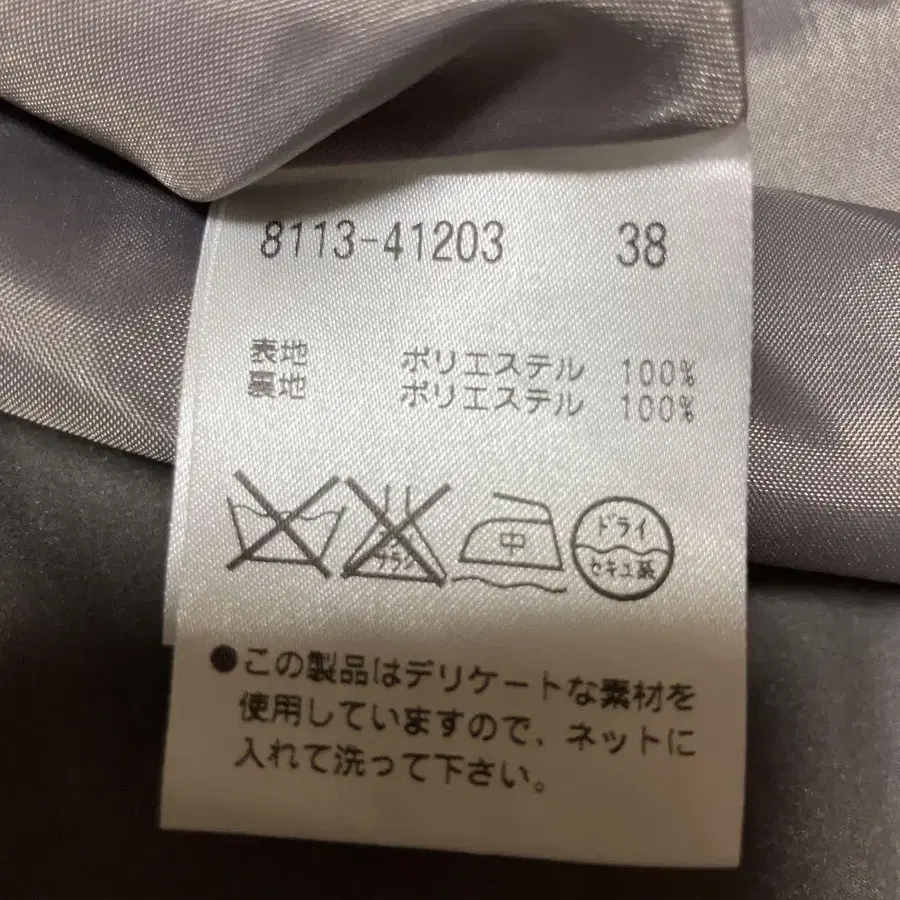 8113-41203 38
表地 ポリエステル 100%
裏地 ポリエステル 100%
サラシ
中
ドライ
セキユ系
●この製品はデリケートな素材を
使用していますので、ネットに
入れて洗って下さい。